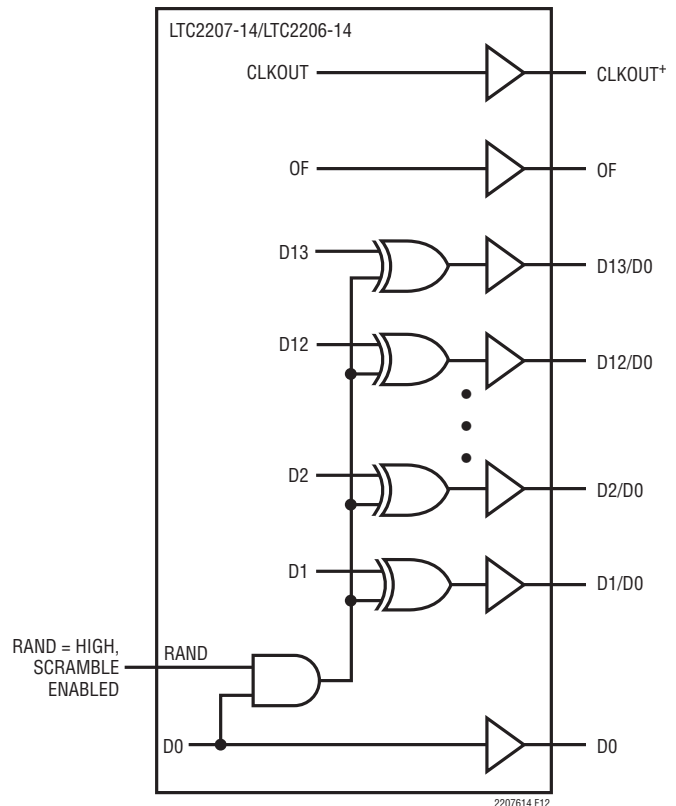 LTC2207-14/LTC2206-14
CLKOUT
CLKOUT+
OF
OF
D13
D13/D0
D12
D12/D0
D2
D2/D0
D1
D1/D0
RAND = HIGH,
SCRAMBLE
ENABLED
RAND
D0
D0
2207614 F12